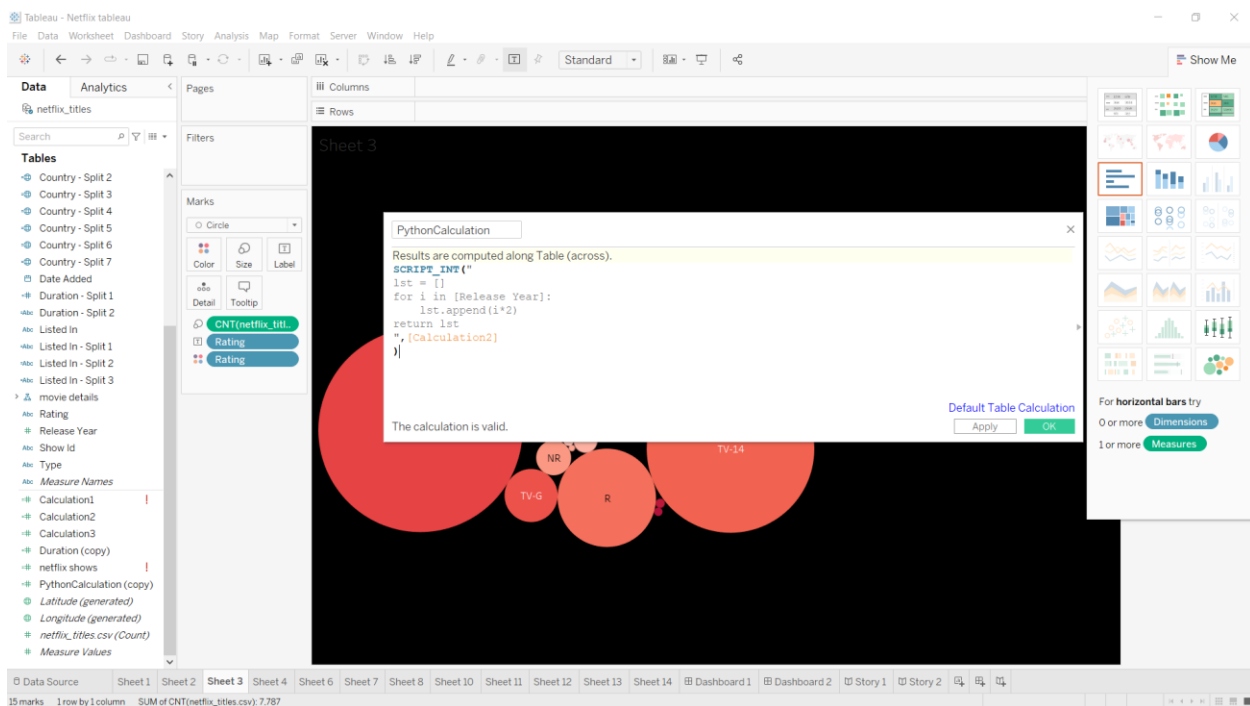 Tableau - Netflix tableau
File Data Worksheet Dashboard Story Analysis Map Format Server Window Help
Standard
Show Me
Data Analytics
Pages
Columns
netflix_titles
Rows
Search
Filters
Sheet 3
Tables
Country - Split 2
Country - Split 3
Country - Split 4
Country - Split 5
Country - Split 6
Country - Split 7
Date Added
Duration - Split 1
Duration - Split 2
Abc Listed In
Abc Listed In - Split 1
Abc Listed In - Split 2
Abc Listed In - Split 3
movie details
Abc Rating
# Release Year
Abc Show Id
Abc Type
Abc Measure Names
Calculation1 !
Calculation2
Calculation3
Duration (copy)
netflix shows !
PythonCalculation (copy)
Latitude (generated)
Longitude (generated)
# netflix_titles.csv (Count)
# Measure Values
Marks
Circle
Color Size Label
Detail Tooltip
CNT(netflix_titl..
Rating
Rating
PythonCalculation
Results are computed along Table (across).
SCRIPT_INT("
lst = []
for i in [Release Year]:
lst.append(i*2)
return lst
",[Calculation2]
)
Default Table Calculation
The calculation is valid.
Apply OK
NR
TV-14
TV-G
R
For horizontal bars try
0 or more Dimensions
1 or more Measures
Data Source Sheet 1 Sheet 2 Sheet 3 Sheet 4 Sheet 6 Sheet 7 Sheet 8 Sheet 10 Sheet 11 Sheet 12 Sheet 13 Sheet 14 Dashboard 1 Dashboard 2 Story 1 Story 2
15 marks 1 row by 1 column SUM of CNT(netflix_titles.csv): 7.787